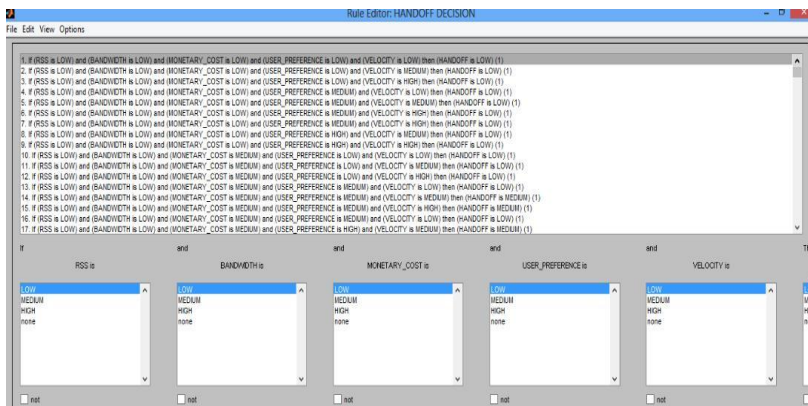 Rule Editor: HANDOFF DECISION
File Edit View Options
1. If (RSS is LOW) and (BANDWIDTH is LOW) and (MONETARY_COST is LOW) and (USER_PREFERENCE is LOW) and (VELOCITY is LOW) then (HANDOFF is LOW) (1)
2. If (RSS is LOW) and (BANDWIDTH is LOW) and (MONETARY_COST is LOW) and (USER_PREFERENCE is LOW) and (VELOCITY is MEDIUM) then (HANDOFF is LOW) (1)
3. If (RSS is LOW) and (BANDWIDTH is LOW) and (MONETARY_COST is LOW) and (USER_PREFERENCE is LOW) and (VELOCITY is HIGH) then (HANDOFF is LOW) (1)
4. If (RSS is LOW) and (BANDWIDTH is LOW) and (MONETARY_COST is LOW) and (USER_PREFERENCE is MEDIUM) and (VELOCITY is LOW) then (HANDOFF is LOW) (1)
5. If (RSS is LOW) and (BANDWIDTH is LOW) and (MONETARY_COST is LOW) and (USER_PREFERENCE is MEDIUM) and (VELOCITY is MEDIUM) then (HANDOFF is LOW) (1)
6. If (RSS is LOW) and (BANDWIDTH is LOW) and (MONETARY_COST is LOW) and (USER_PREFERENCE is MEDIUM) and (VELOCITY is HIGH) then (HANDOFF is LOW) (1)
7. If (RSS is LOW) and (BANDWIDTH is LOW) and (MONETARY_COST is LOW) and (USER_PREFERENCE is MEDIUM) and (VELOCITY is HIGH) then (HANDOFF is LOW) (1)
8. If (RSS is LOW) and (BANDWIDTH is LOW) and (MONETARY_COST is LOW) and (USER_PREFERENCE is HIGH) and (VELOCITY is MEDIUM) then (HANDOFF is LOW) (1)
9. If (RSS is LOW) and (BANDWIDTH is LOW) and (MONETARY_COST is LOW) and (USER_PREFERENCE is HIGH) and (VELOCITY is HIGH) then (HANDOFF is LOW) (1)
10. If (RSS is LOW) and (BANDWIDTH is LOW) and (MONETARY_COST is MEDIUM) and (USER_PREFERENCE is LOW) and (VELOCITY is LOW) then (HANDOFF is LOW) (1)
11. If (RSS is LOW) and (BANDWIDTH is LOW) and (MONETARY_COST is MEDIUM) and (USER_PREFERENCE is LOW) and (VELOCITY is MEDIUM) then (HANDOFF is LOW) (1)
12. If (RSS is LOW) and (BANDWIDTH is LOW) and (MONETARY_COST is MEDIUM) and (USER_PREFERENCE is LOW) and (VELOCITY is HIGH) then (HANDOFF is LOW) (1)
13. If (RSS is LOW) and (BANDWIDTH is LOW) and (MONETARY_COST is MEDIUM) and (USER_PREFERENCE is MEDIUM) and (VELOCITY is LOW) then (HANDOFF is MEDIUM) (1)
14. If (RSS is LOW) and (BANDWIDTH is LOW) and (MONETARY_COST is MEDIUM) and (USER_PREFERENCE is MEDIUM) and (VELOCITY is MEDIUM) then (HANDOFF is MEDIUM) (1)
15. If (RSS is LOW) and (BANDWIDTH is LOW) and (MONETARY_COST is MEDIUM) and (USER_PREFERENCE is MEDIUM) and (VELOCITY is HIGH) then (HANDOFF is MEDIUM) (1)
16. If (RSS is LOW) and (BANDWIDTH is LOW) and (MONETARY_COST is MEDIUM) and (USER_PREFERENCE is MEDIUM) and (VELOCITY is LOW) then (HANDOFF is LOW) (1)
17. If (RSS is LOW) and (BANDWIDTH is LOW) and (MONETARY_COST is MEDIUM) and (USER_PREFERENCE is HIGH) and (VELOCITY is MEDIUM) then (HANDOFF is MEDIUM) (1)
If and and and and
RSS is BANDWIDTH is MONETARY_COST is USER_PREFERENCE is VELOCITY is
LOW LOW LOW LOW LOW
MEDIUM MEDIUM MEDIUM MEDIUM MEDIUM
HIGH HIGH HIGH HIGH HIGH
none none none none none
not not not not not